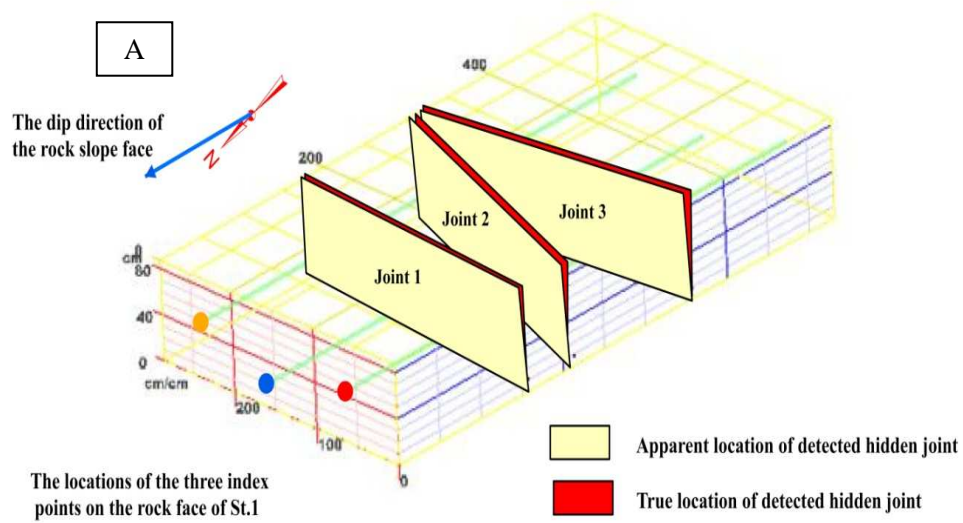 A
The dip direction of
the rock slope face
N
400
200
0
cm
80
40
0
cm/cm
200
100
0
Joint 1
Joint 2
Joint 3
The locations of the three index
points on the rock face of St.1
Apparent location of detected hidden joint
True location of detected hidden joint